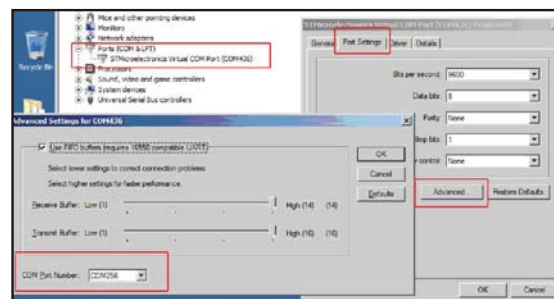 Mice and other pointing devices
Monitors
Network adapters
Ports (COM & LPT)
STMicroelectronics Virtual COM Port (COM436)
Processors
Sound, video and game controllers
System devices
Universal Serial Bus controllers
Recycle Bin
STMicroelectronics Virtual COM Port (COM436)
General
Port Settings
Driver
Details
Bits per second: 9600
Data bits: 8
Parity: None
Stop bits: 1
control: None
Advanced...
Restore Defaults
OK
Cancel
Advanced Settings for COM436
Use FIFO buffers (requires 16550 compatible UART)
Select lower settings to correct connection problems
Select higher settings for faster performance.
Receive Buffer: Low (1) High (14) (14)
Transmit Buffer: Low (1) High (16) (16)
COM Port Number: COM256
OK
Cancel
Defaults